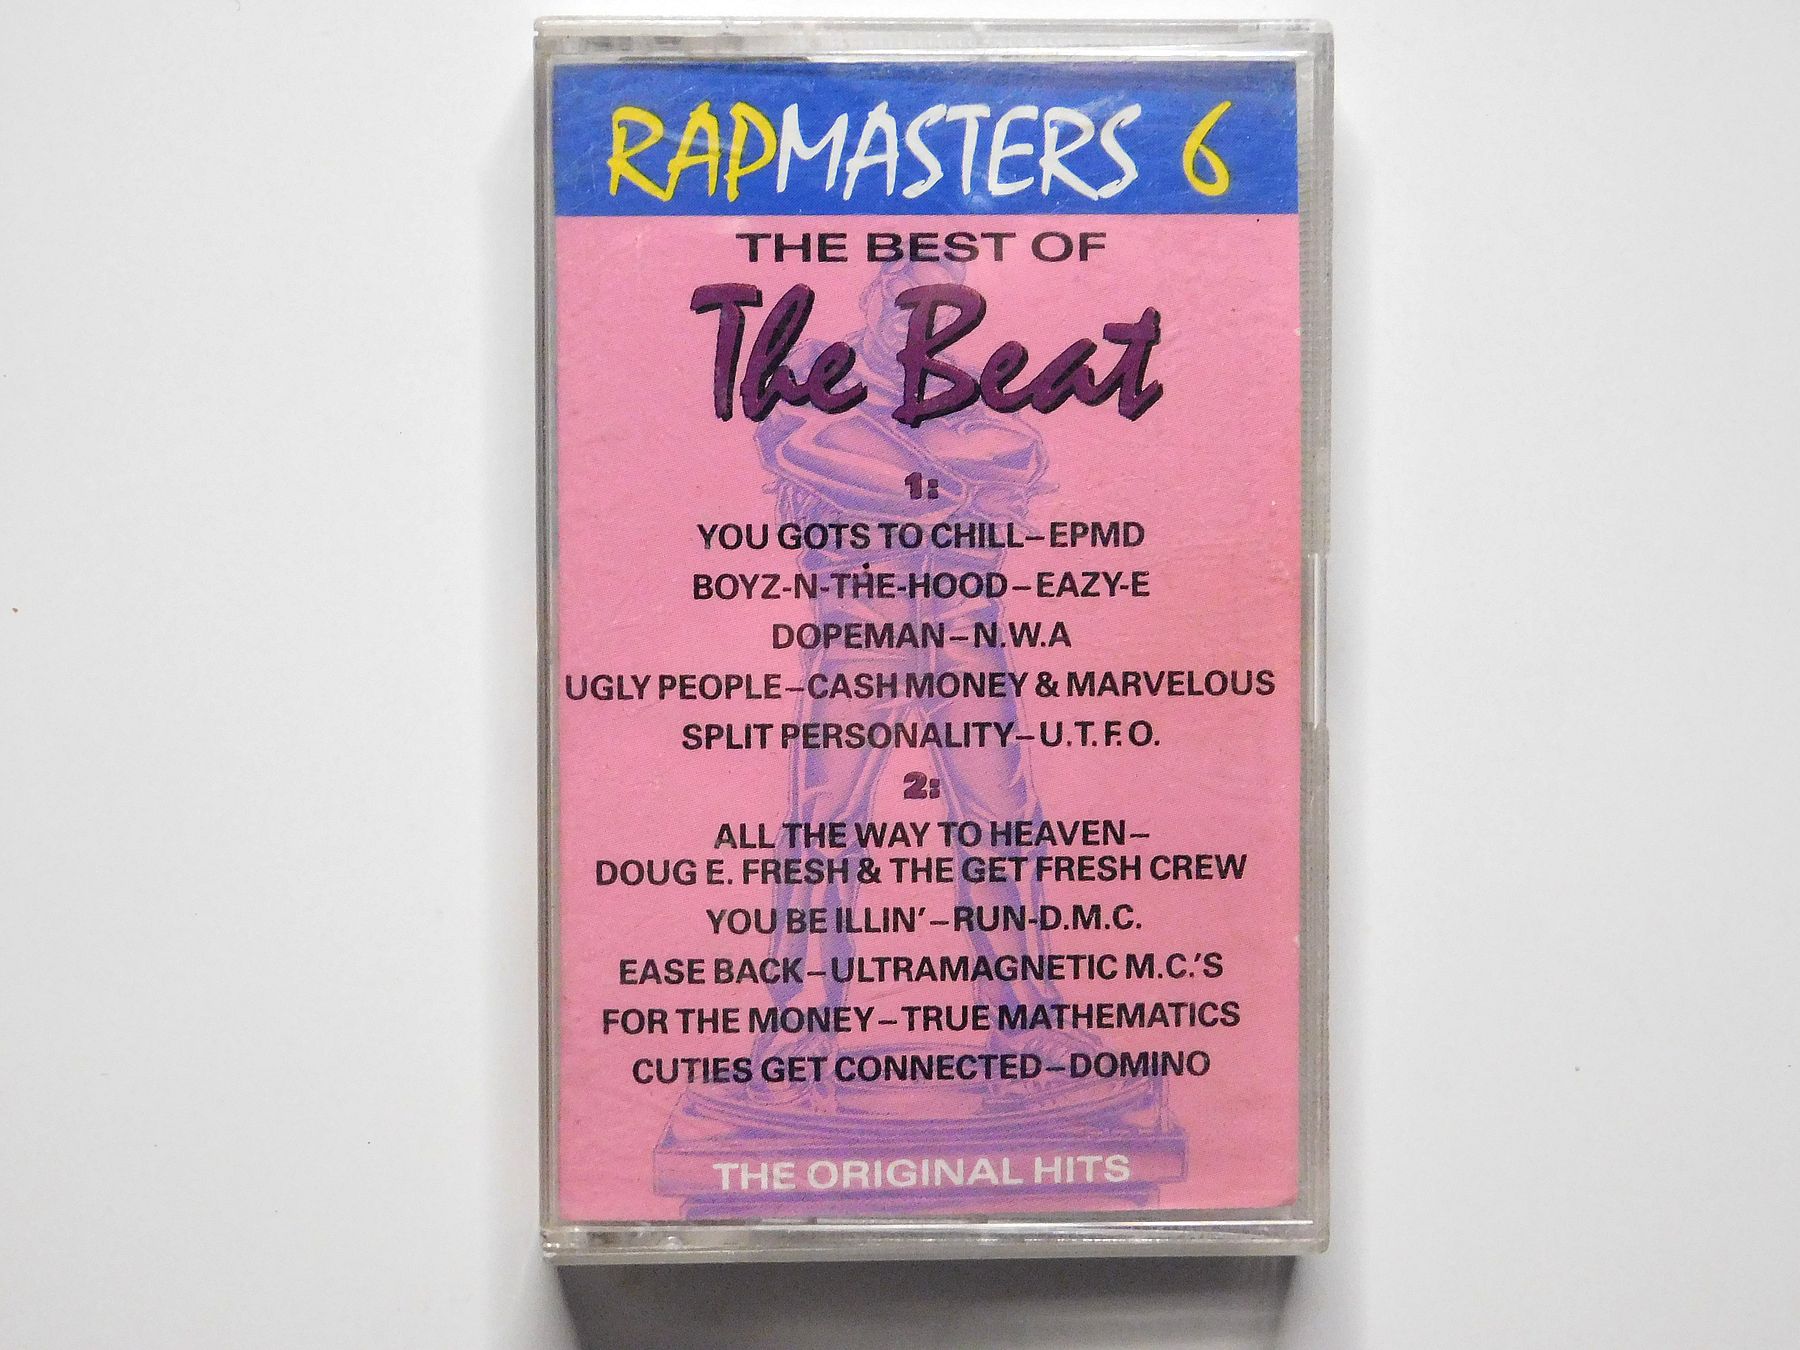 RAPMASTERS 6
THE BEST OF
The Beat
1:
YOU GOTS TO CHILL–EPMD
BOYZ-N-THE-HOOD–EAZY-E
DOPEMAN–N.W.A
UGLY PEOPLE–CASH MONEY & MARVELOUS
SPLIT PERSONALITY–U.T.F.O.
2:
ALL THE WAY TO HEAVEN–
DOUG E. FRESH & THE GET FRESH CREW
YOU BE ILLIN'–RUN-D.M.C.
EASE BACK–ULTRAMAGNETIC M.C.'S
FOR THE MONEY–TRUE MATHEMATICS
CUTIES GET CONNECTED–DOMINO
THE ORIGINAL HITS